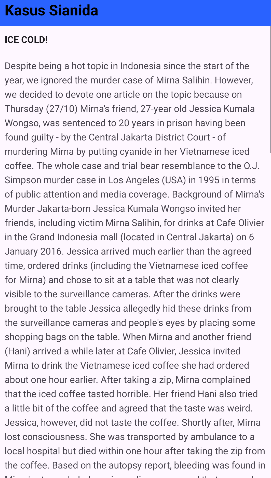 Kasus Sianida
ICE COLD!
Despite being a hot topic in Indonesia since the start of the
year, we ignored the murder case of Mirna Salihin. However,
we decided to devote one article on the topic because on
Thursday (27/10) Mirna's friend, 27-year old Jessica Kumala
Wongso, was sentenced to 20 years in prison having been
found guilty - by the Central Jakarta District Court - of
murdering Mirna by putting cyanide in her Vietnamese iced
coffee. The whole case and trial bear resemblance to the O.J.
Simpson murder case in Los Angeles (USA) in 1995 in terms
of public attention and media coverage. Background of Mirna's
Murder Jakarta-born Jessica Kumala Wongso invited her
friends, including victim Mirna Salihin, for drinks at Cafe Olivier
in the Grand Indonesia mall (located in Central Jakarta) on 6
January 2016. Jessica arrived much earlier than the agreed
time, ordered drinks (including the Vietnamese iced coffee
for Mirna) and chose to sit at a table that was not clearly
visible to the surveillance cameras. After the drinks were
brought to the table Jessica allegedly hid these drinks from
the surveillance cameras and people's eyes by placing some
shopping bags on the table. When Mirna and another friend
(Hani) arrived a while later at Cafe Olivier, Jessica invited
Mirna to drink the Vietnamese iced coffee she had ordered
about one hour earlier. After taking a zip, Mirna complained
that the iced coffee tasted horrible. Her friend Hani also tried
a little bit of the coffee and agreed that the taste was weird.
Jessica, however, did not taste the coffee. Shortly after, Mirna
lost consciousness. She was transported by ambulance to a
local hospital but died within one hour after taking the zip from
the coffee. Based on the autopsy report, bleeding was found in